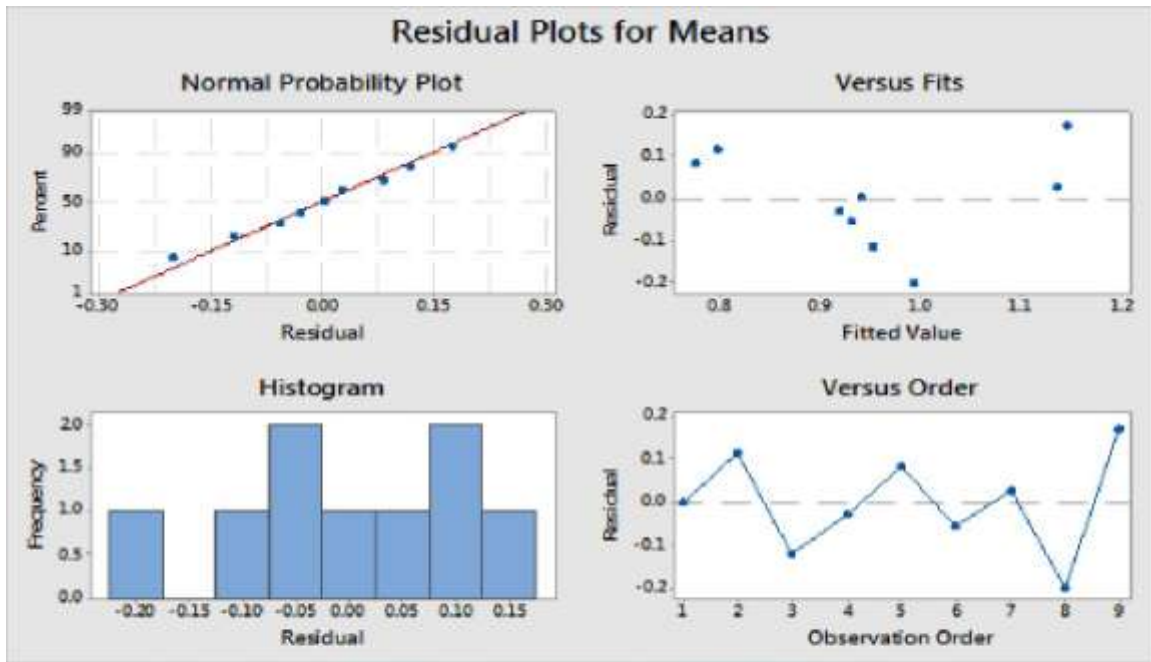 Residual Plots for Means
Normal Probability Plot
99
90
50
10
1
Percent
-0.30 -0.15 0.00 0.15 0.30
Residual
Versus Fits
0.2
0.1
0.0
-0.1
-0.2
Residual
0.8 0.9 1.0 1.1 1.2
Fitted Value
Histogram
2.0
1.5
1.0
0.5
0.0
Frequency
-0.20 -0.15 -0.10 -0.05 0.00 0.05 0.10 0.15
Residual
Versus Order
0.2
0.1
0.0
-0.1
-0.2
Residual
1 2 3 4 5 6 7 8 9
Observation Order